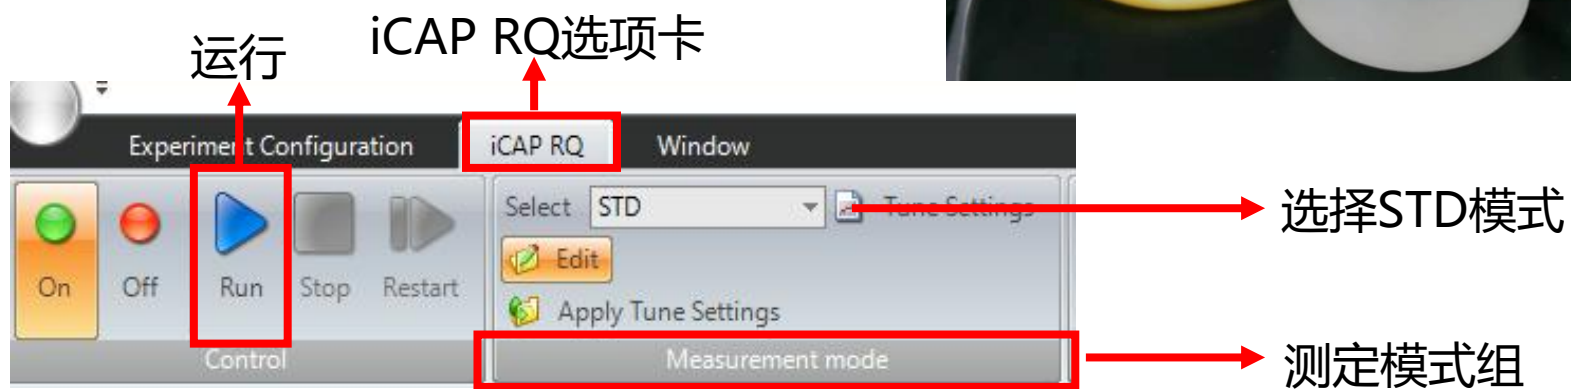 运行
iCAP RQ选项卡
Experiment Configuration
iCAP RQ
Window
Select
STD
Tune Settings
选择STD模式
Edit
On
Off
Run
Stop
Restart
Apply Tune Settings
Control
Measurement mode
测定模式组